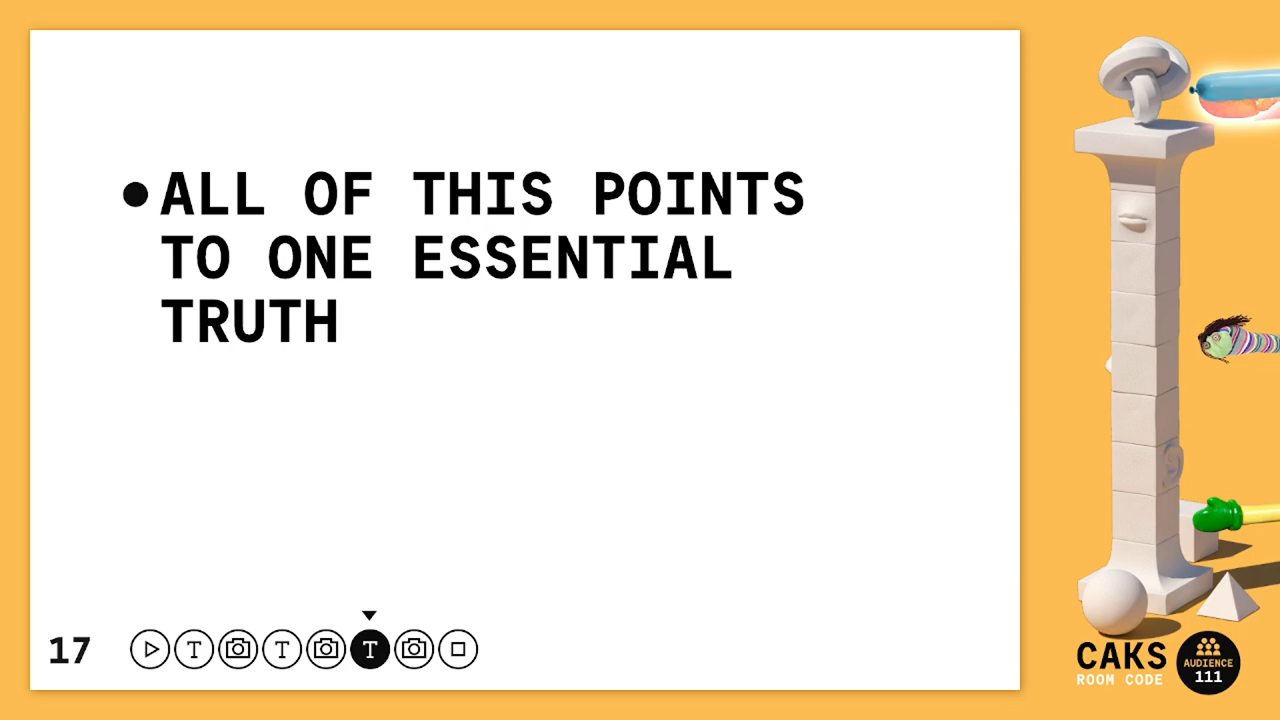 ● ALL OF THIS POINTS
TO ONE ESSENTIAL
TRUTH
17
T
T
T
CAKS
ROOM CODE
AUDIENCE
111